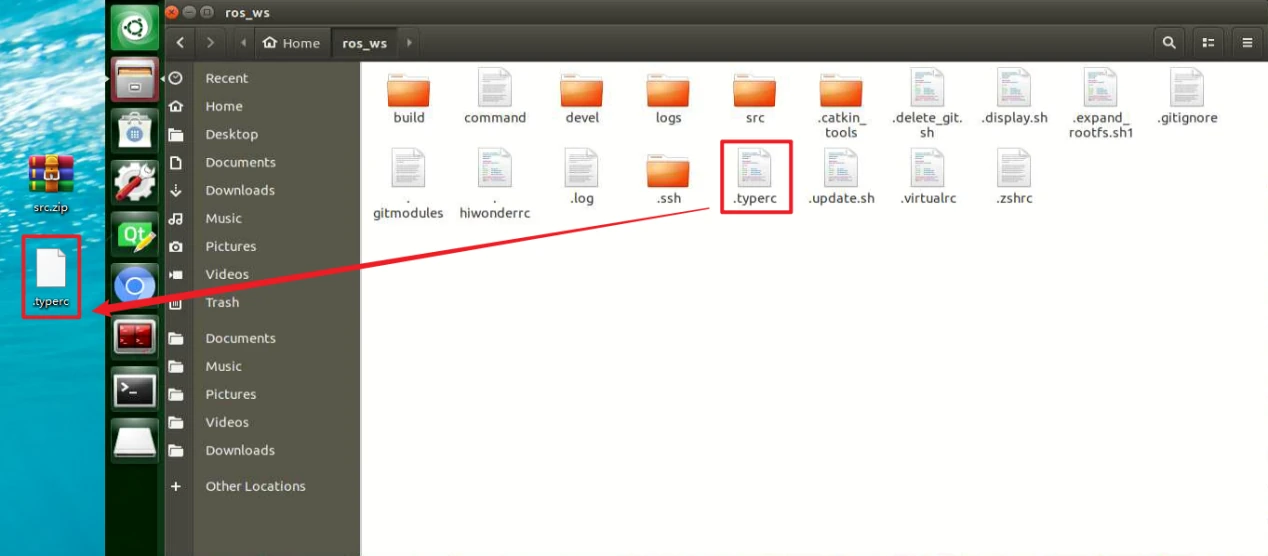 ros_ws
Home
ros_ws
src.zip
.typerc
Recent
Home
Desktop
Documents
Downloads
Music
Pictures
Videos
Trash
Documents
Music
Pictures
Videos
Downloads
Other Locations
build
command
devel
logs
src
.catkin_
tools
.delete_git.
sh
.display.sh
.expand_
rootfs.sh1
.gitignore
.
gitmodules
.
hiwonderrc
.log
.ssh
.typerc
.update.sh
.virtualrc
.zshrc
Qt
>_